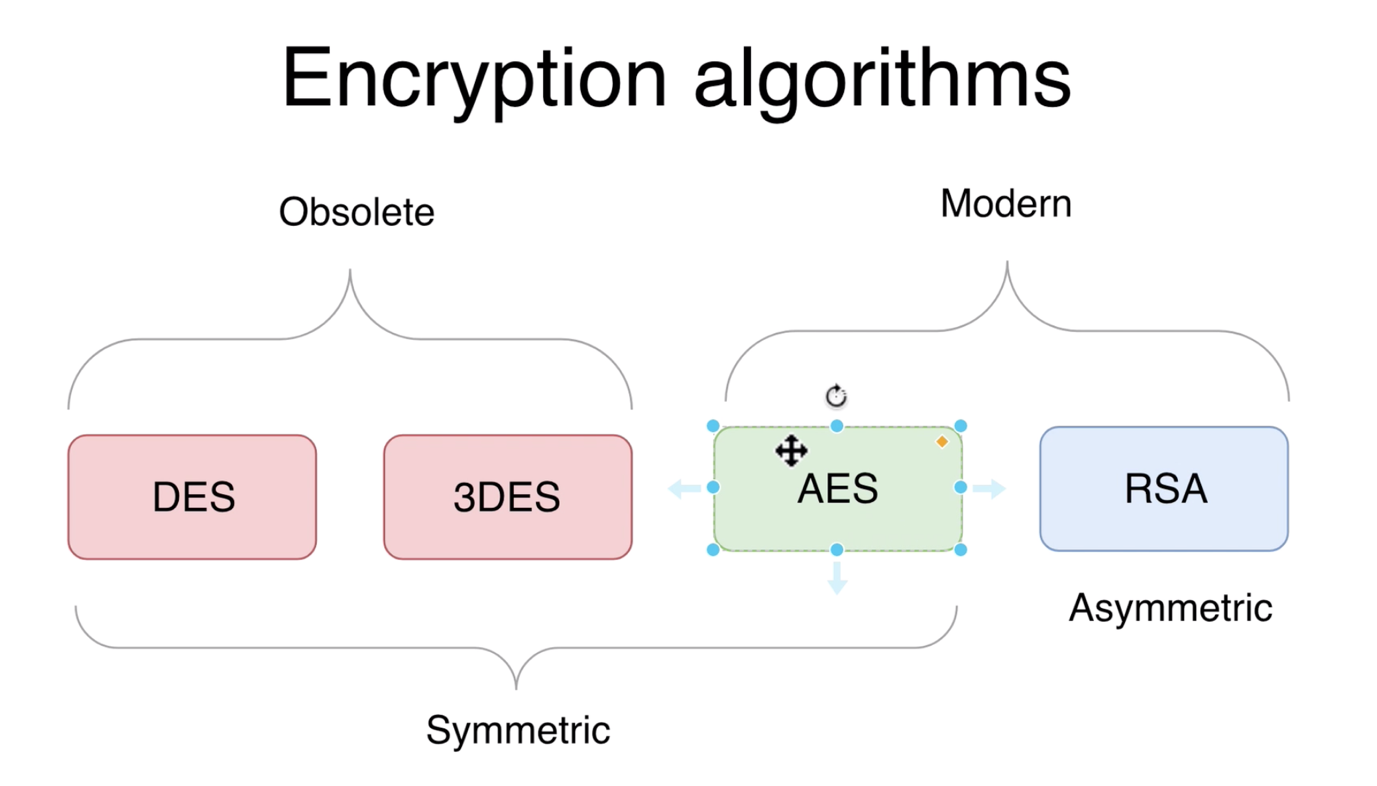 Encryption algorithms
Obsolete
Modern
DES
3DES
AES
RSA
Asymmetric
Symmetric